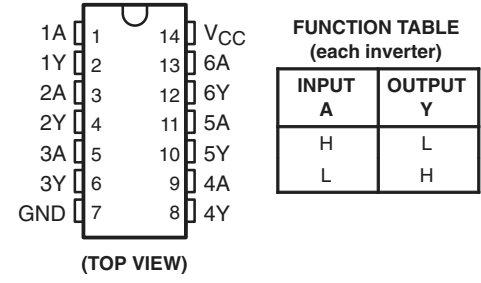 1A 1 14 VCC
1Y 2 13 6A
2A 3 12 6Y
2Y 4 11 5A
3A 5 10 5Y
3Y 6 9 4A
GND 7 8 4Y
(TOP VIEW)
FUNCTION TABLE
(each inverter)
INPUT OUTPUT
A Y
H L
L H